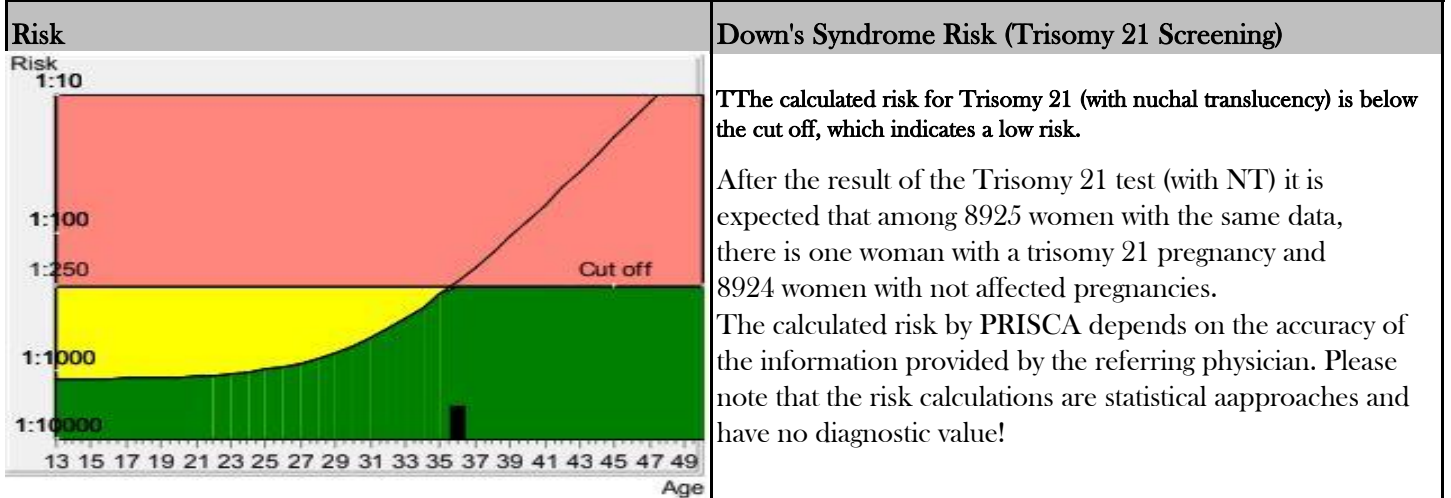 Risk
Down's Syndrome Risk (Trisomy 21 Screening)
Risk
1:10
1:100
1:250
Cut off
1:1000
1:10000
13 15 17 19 21 23 25 27 29 31 33 35 37 39 41 43 45 47 49
Age
TThe calculated risk for Trisomy 21 (with nuchal translucency) is below
the cut off, which indicates a low risk.
After the result of the Trisomy 21 test (with NT) it is
expected that among 8925 women with the same data,
there is one woman with a trisomy 21 pregnancy and
8924 women with not affected pregnancies.
The calculated risk by PRISCA depends on the accuracy of
the information provided by the referring physician. Please
note that the risk calculations are statistical aapproaches and
have no diagnostic value!